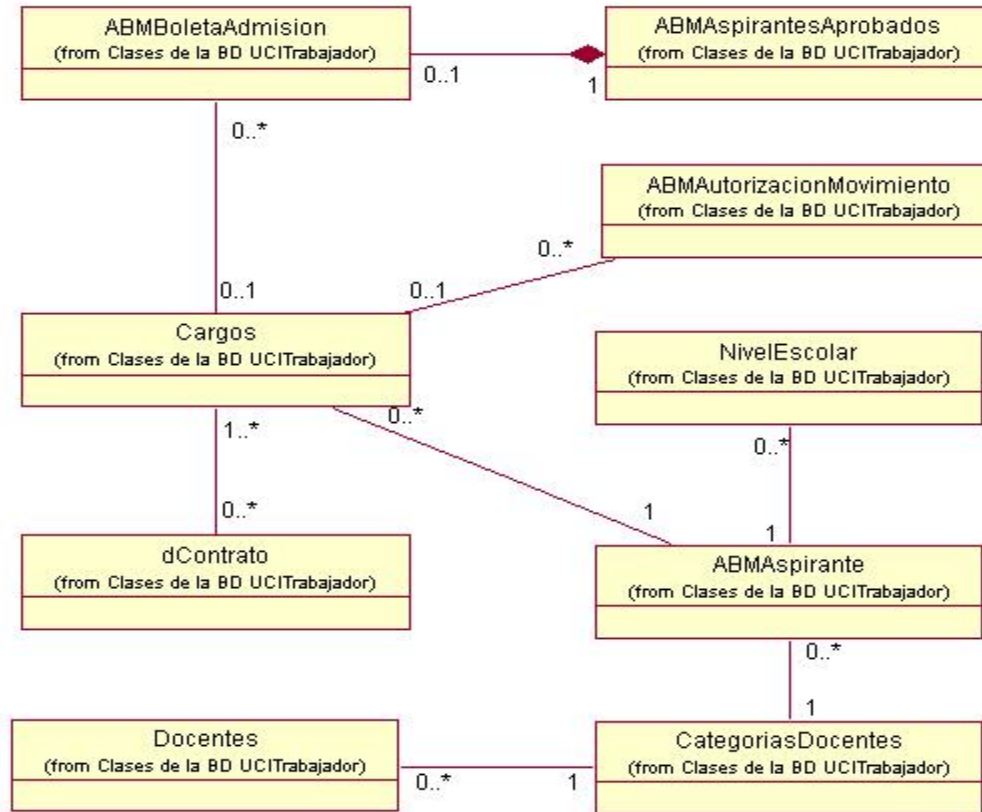 ABMBoletaAdmision
(from Clases de la BD UCITrabajador)
ABMAspirantesAprobados
(from Clases de la BD UCITrabajador)
0..1
1
0..*
ABMAutorizacionMovimiento
(from Clases de la BD UCITrabajador)
0..*
0..1
0..1
Cargos
(from Clases de la BD UCITrabajador)
NivelEscolar
(from Clases de la BD UCITrabajador)
0..*
1..*
0..*
0..*
1
1
dContrato
(from Clases de la BD UCITrabajador)
ABMAspirante
(from Clases de la BD UCITrabajador)
0..*
1
Docentes
(from Clases de la BD UCITrabajador)
CategoriasDocentes
(from Clases de la BD UCITrabajador)
0..*
1